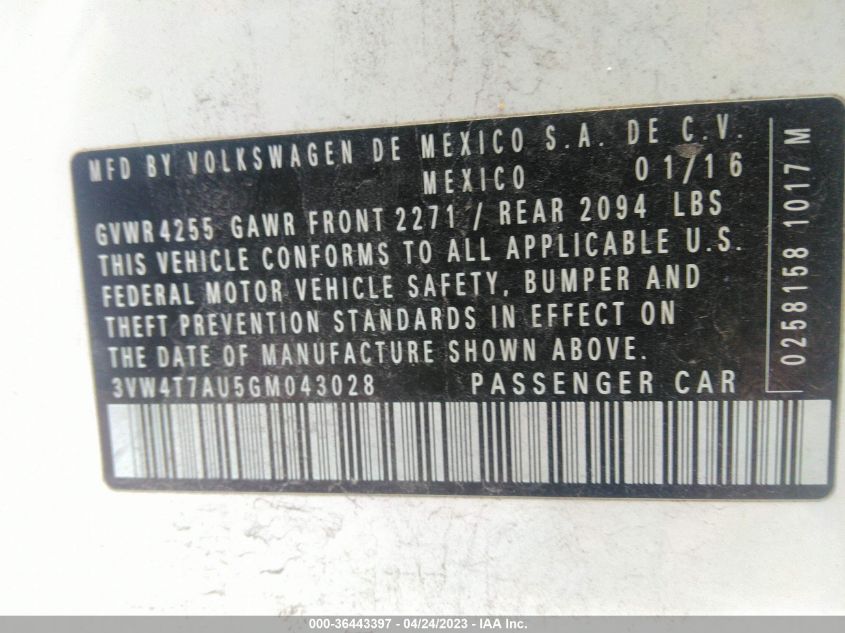 MFD BY VOLKSWAGEN DE MEXICO S.A. DE C.V.
MEXICO 01/16
GVWR 4255 GAWR FRONT 2271 / REAR 2094 LBS
THIS VEHICLE CONFORMS TO ALL APPLICABLE U.S.
FEDERAL MOTOR VEHICLE SAFETY, BUMPER AND
THEFT PREVENTION STANDARDS IN EFFECT ON
THE DATE OF MANUFACTURE SHOWN ABOVE.
3VW4T7AU5GM043028 PASSENGER CAR
0258158 1017 M
000-36443397 - 04/24/2023 - IAA Inc.